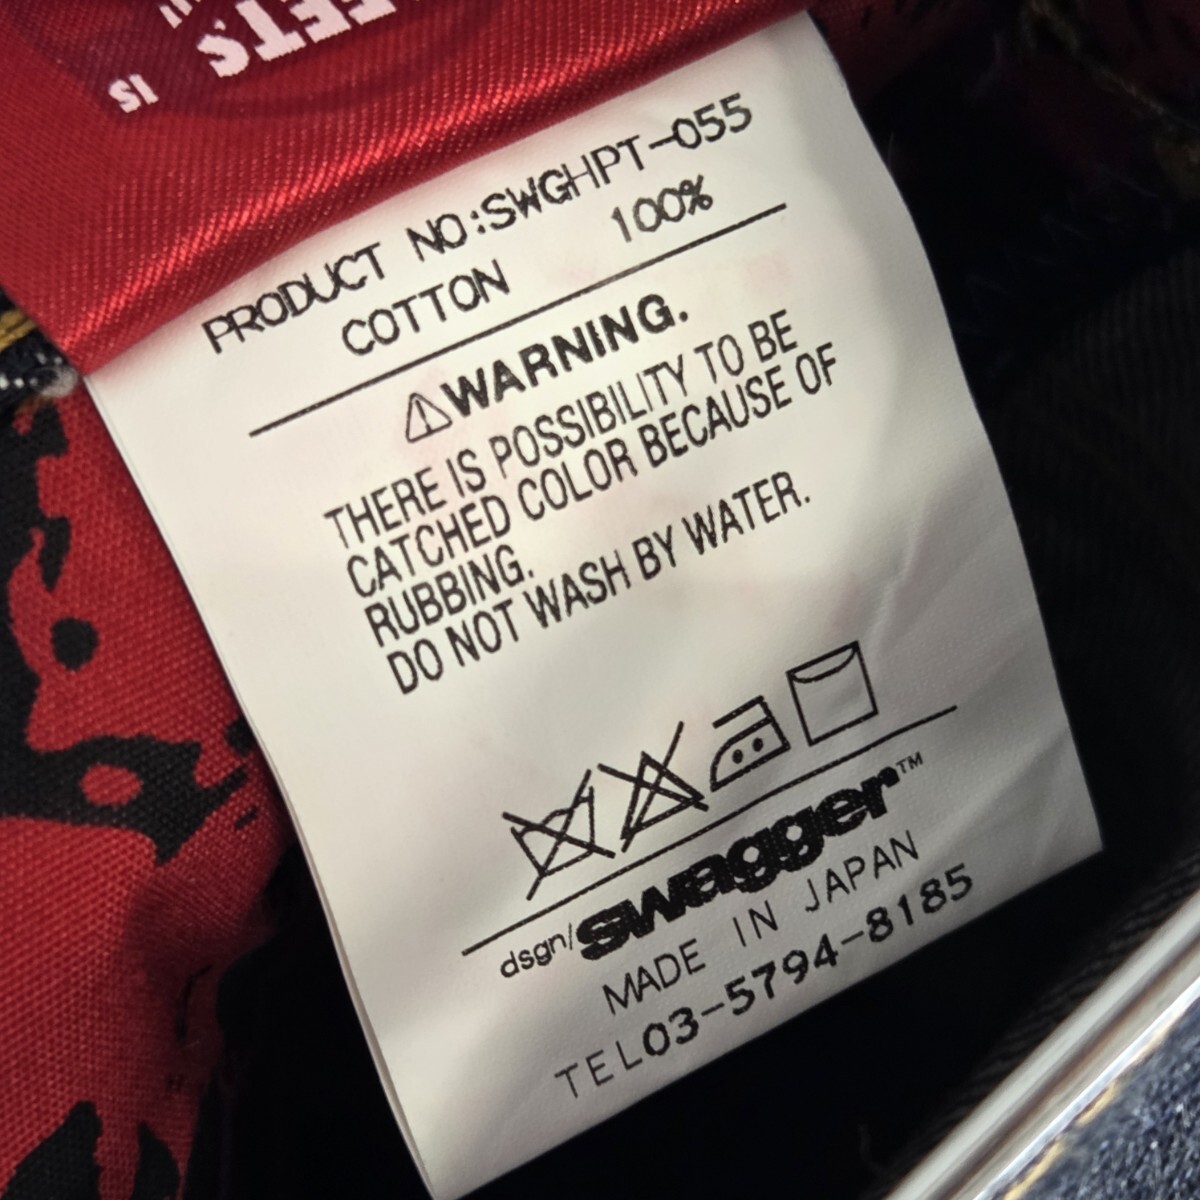 IS
PRODUCT NO:SWGHPT-055
COTTON 100%
WARNING.
THERE IS POSSIBILITY TO BE
CATCHED COLOR BECAUSE OF
RUBBING.
DO NOT WASH BY WATER.
dsgn/swagger™
MADE IN JAPAN
TEL03-5794-8185